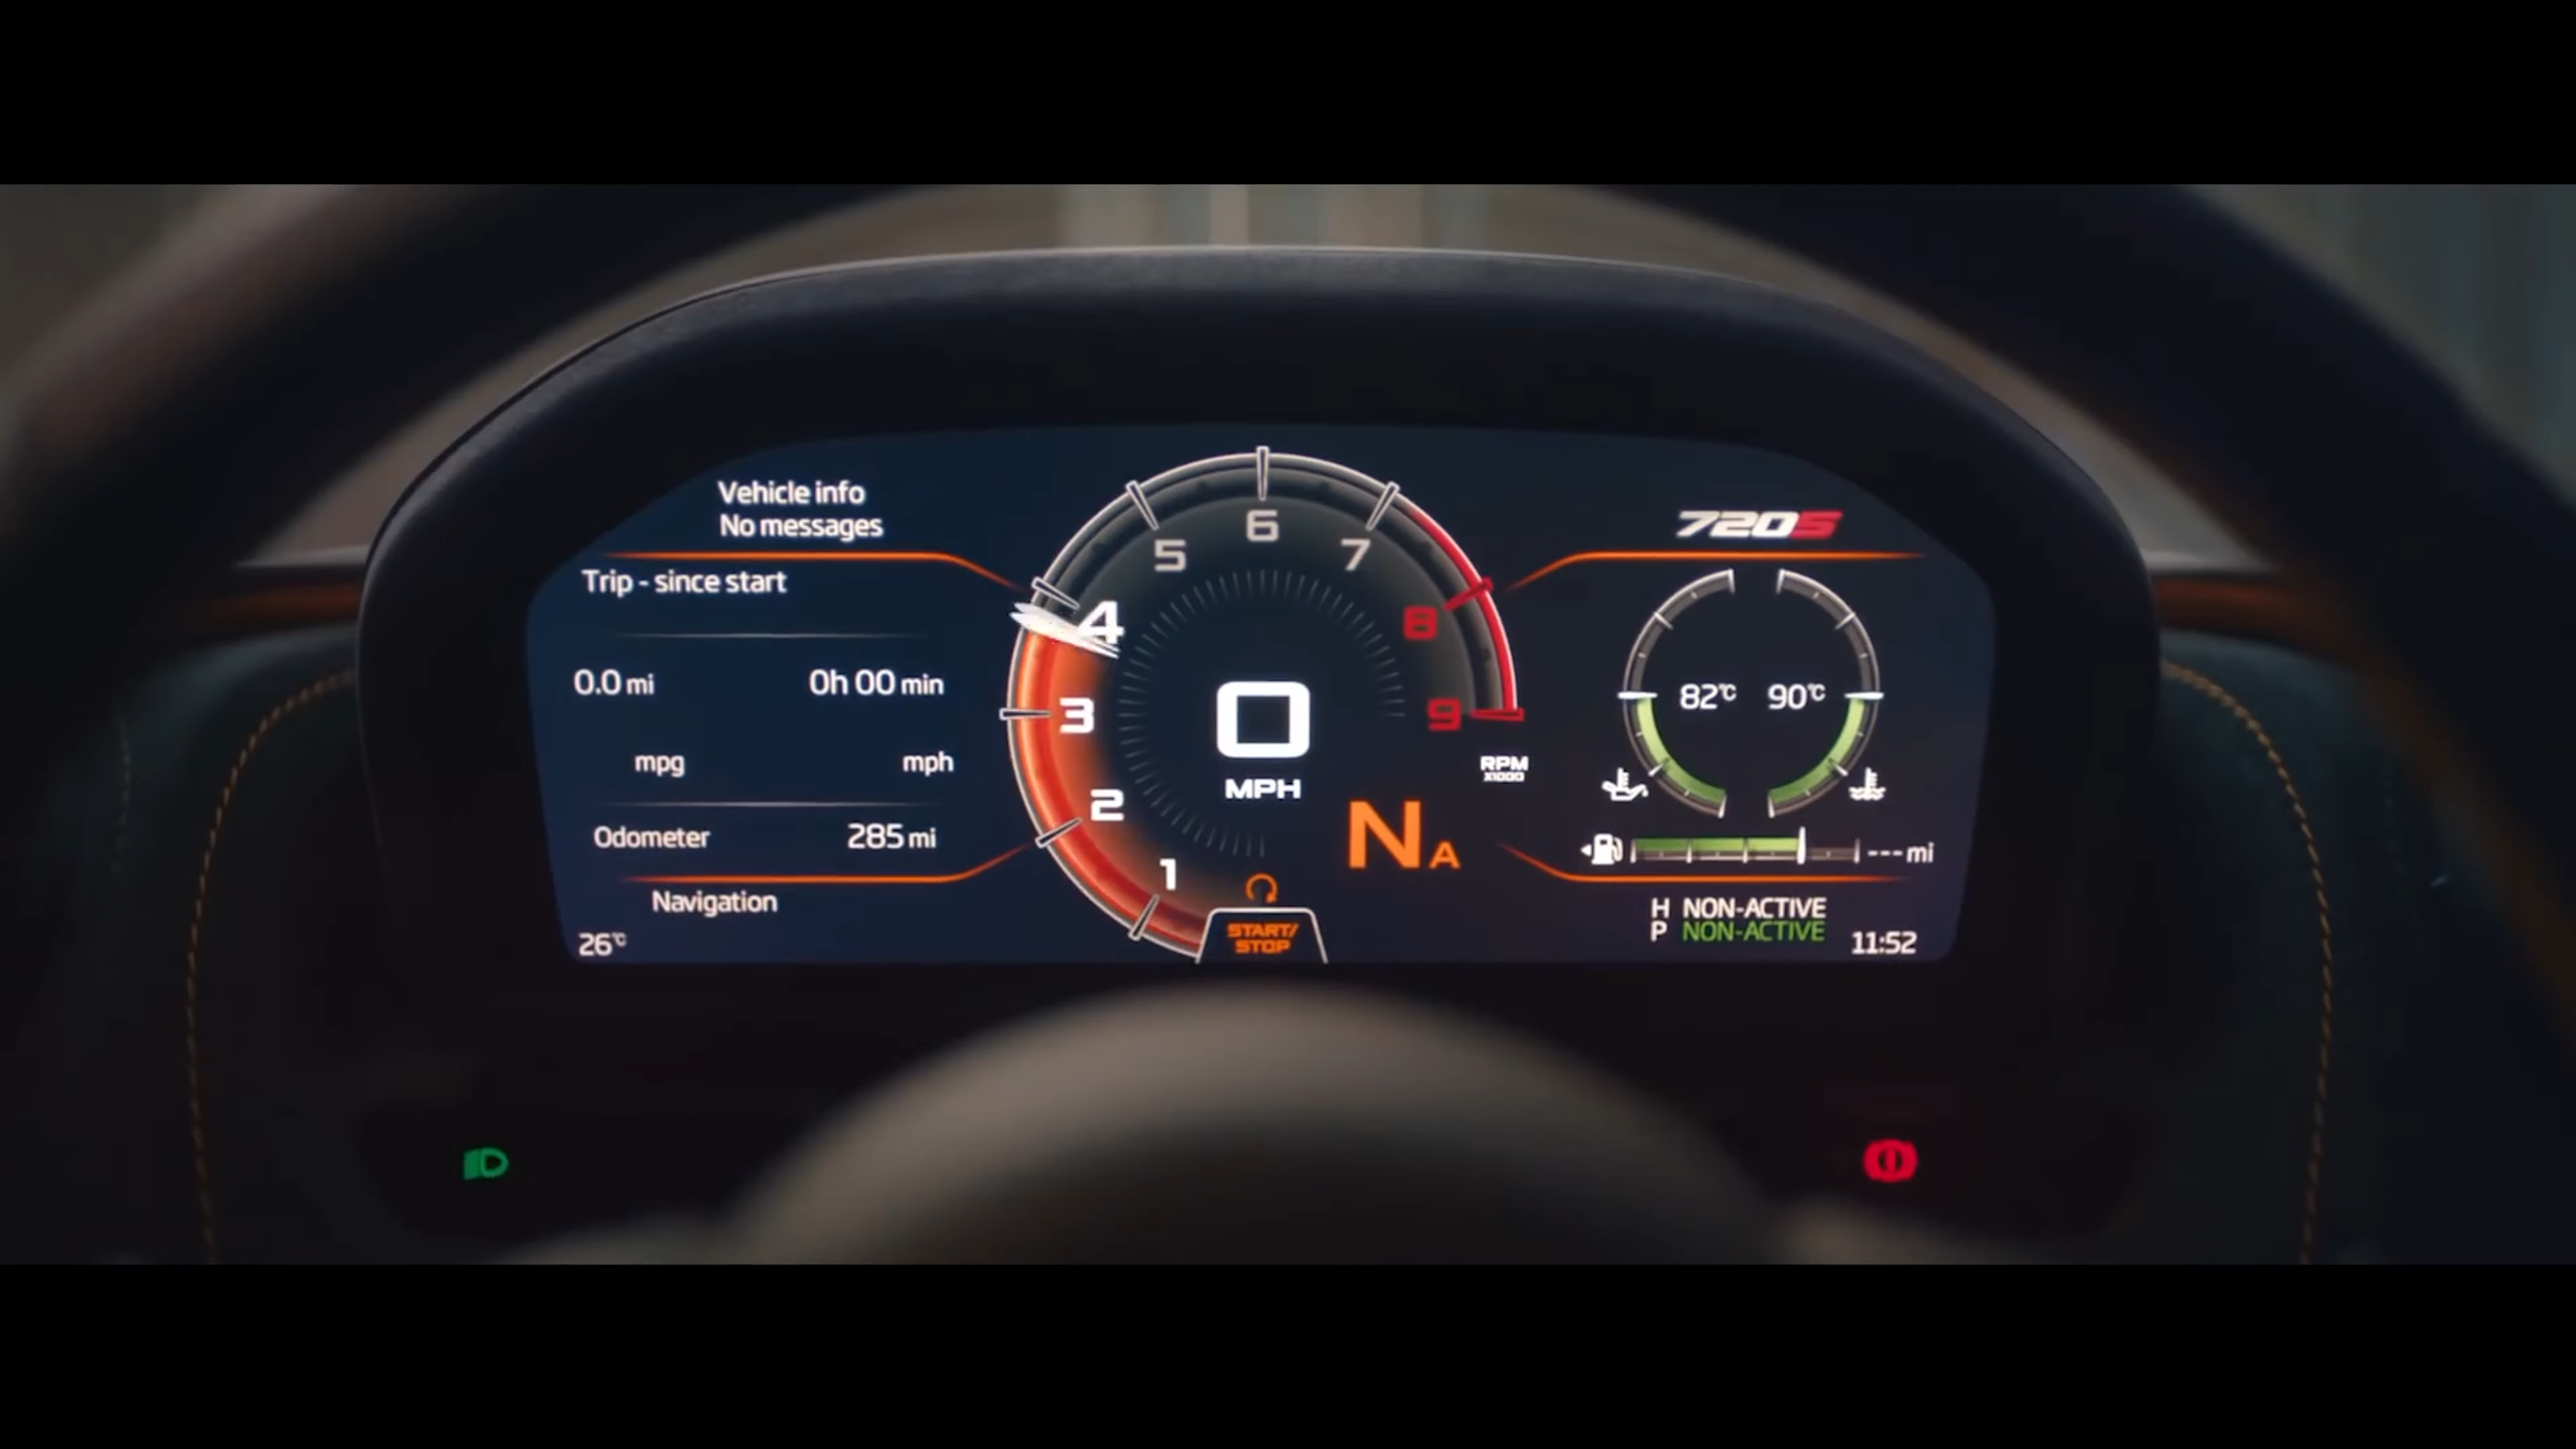 Vehicle info
No messages
Trip - since start
0.0 mi 0h 00 min
mpg mph
Odometer 285 mi
Navigation
26°C
1
2
3
4
5
6
7
8
9
RPM
X1000
0
MPH
N A
START/
STOP
720S
82°C 90°C
--- mi
H NON-ACTIVE
P NON-ACTIVE
11:52